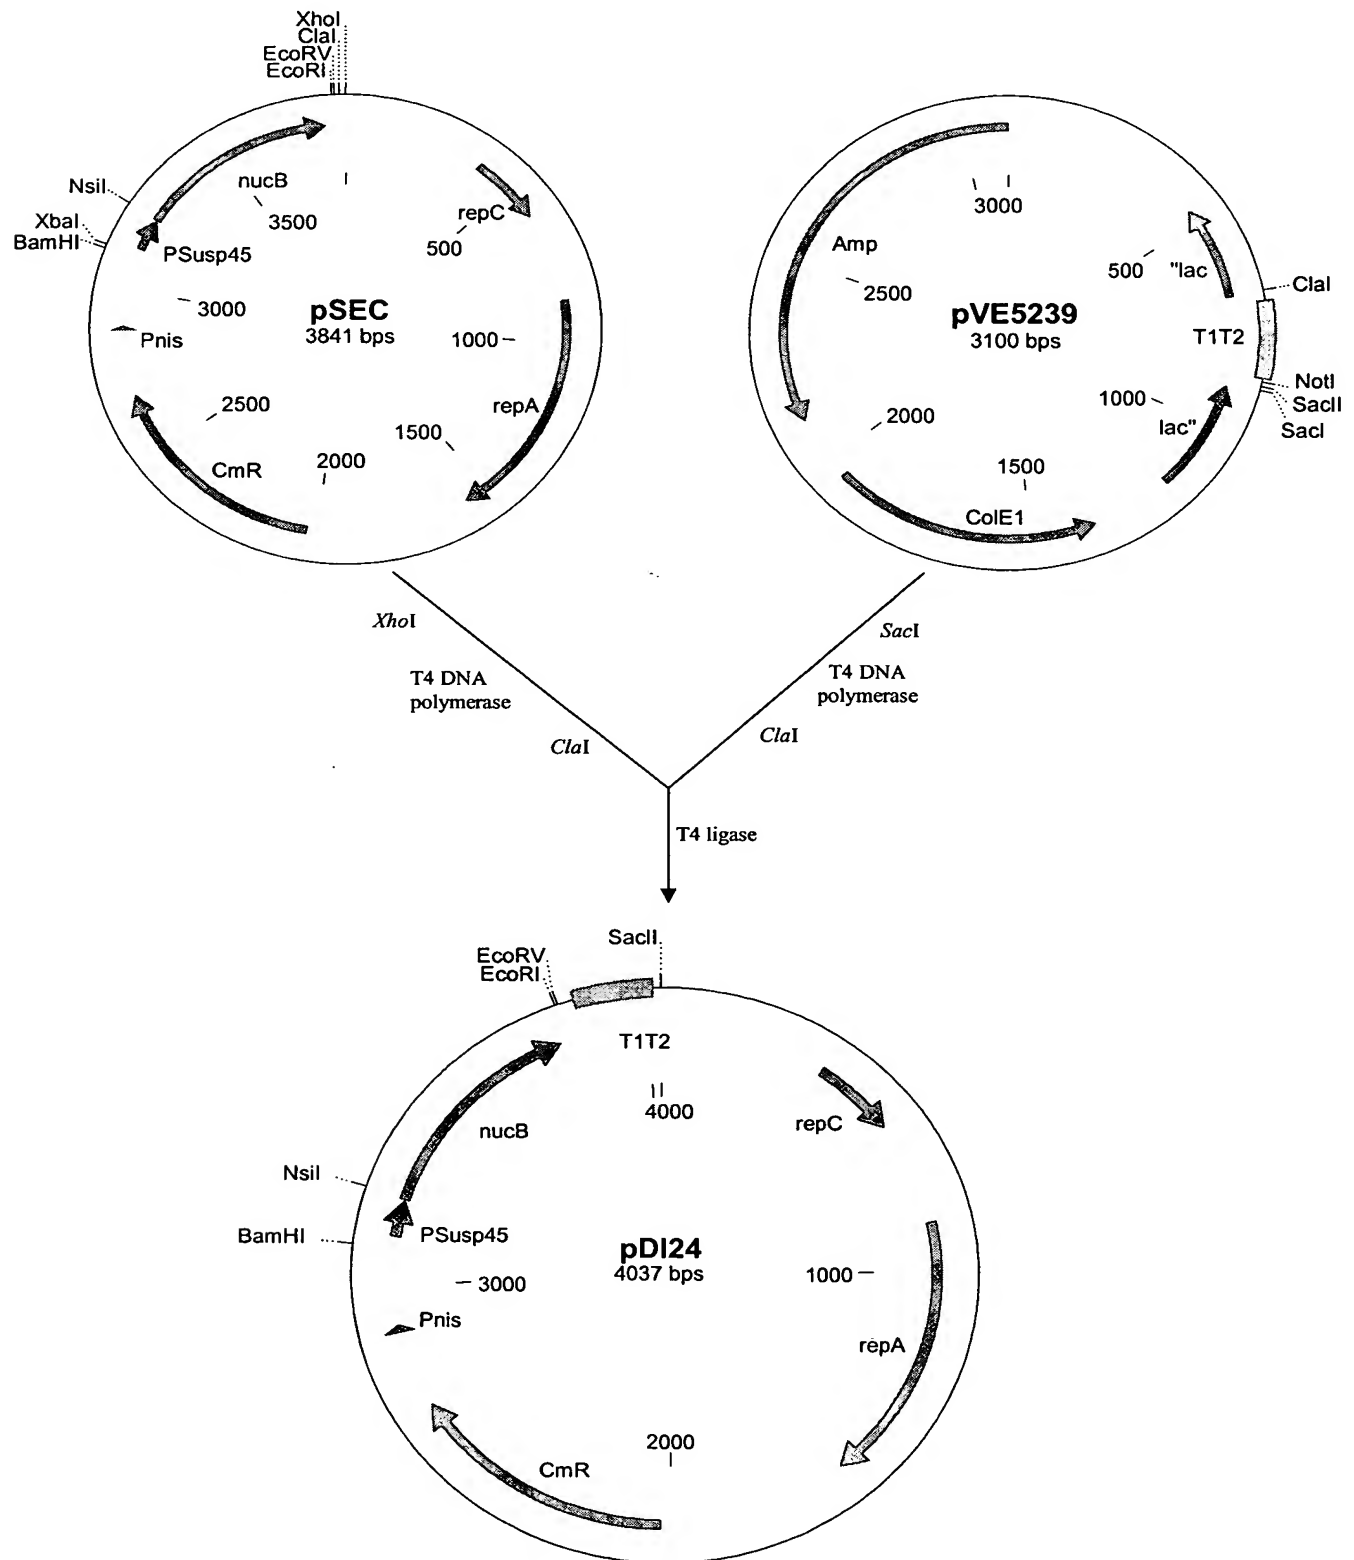 XhoI
ClaI
EcoRV
EcoRI
NsiI
XbaI
BamHI
nucB
3500
PSusp45
3000
Pnis
2500
CmR
2000
pSEC
3841 bps
repC
500
1000
repA
1500
3000
Amp
2500
500
"lac
ClaI
pVE5239
3100 bps
T1T2
NotI
SacII
SacI
1000
lac"
2000
1500
ColE1
XhoI
T4 DNA
polymerase
ClaI
SacI
T4 DNA
polymerase
ClaI
T4 ligase
SacII
EcoRV
EcoRI
T1T2
4000
repC
nucB
NsiI
BamHI
PSusp45
3000
Pnis
pDI24
4037 bps
1000
repA
2000
CmR